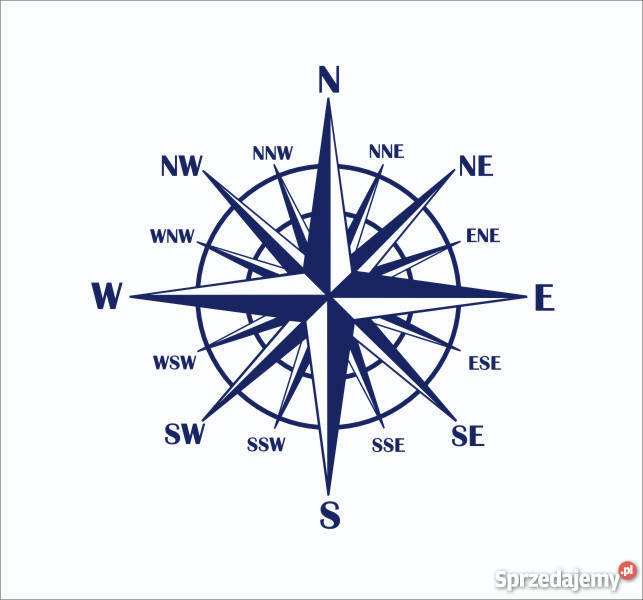 N
NNW NNE
NW NE
WNW ENE
W E
WSW ESE
SW SE
SSW SSE
S
Sprzedajemy.pl